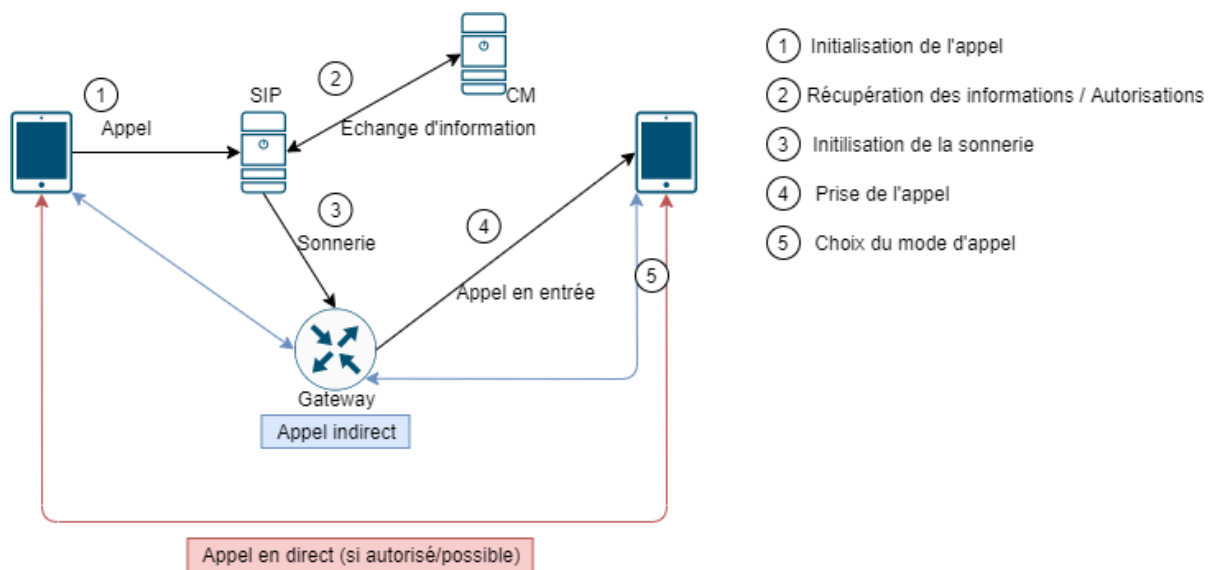 1
Appel
SIP
2
CM
Echange d'information
3
Sonnerie
4
Appel en entrée
5
Gateway
Appel indirect
Appel en direct (si autorisé/possible)
1 Initialisation de l'appel
2 Récupération des informations / Autorisations
3 Initilisation de la sonnerie
4 Prise de l'appel
5 Choix du mode d'appel